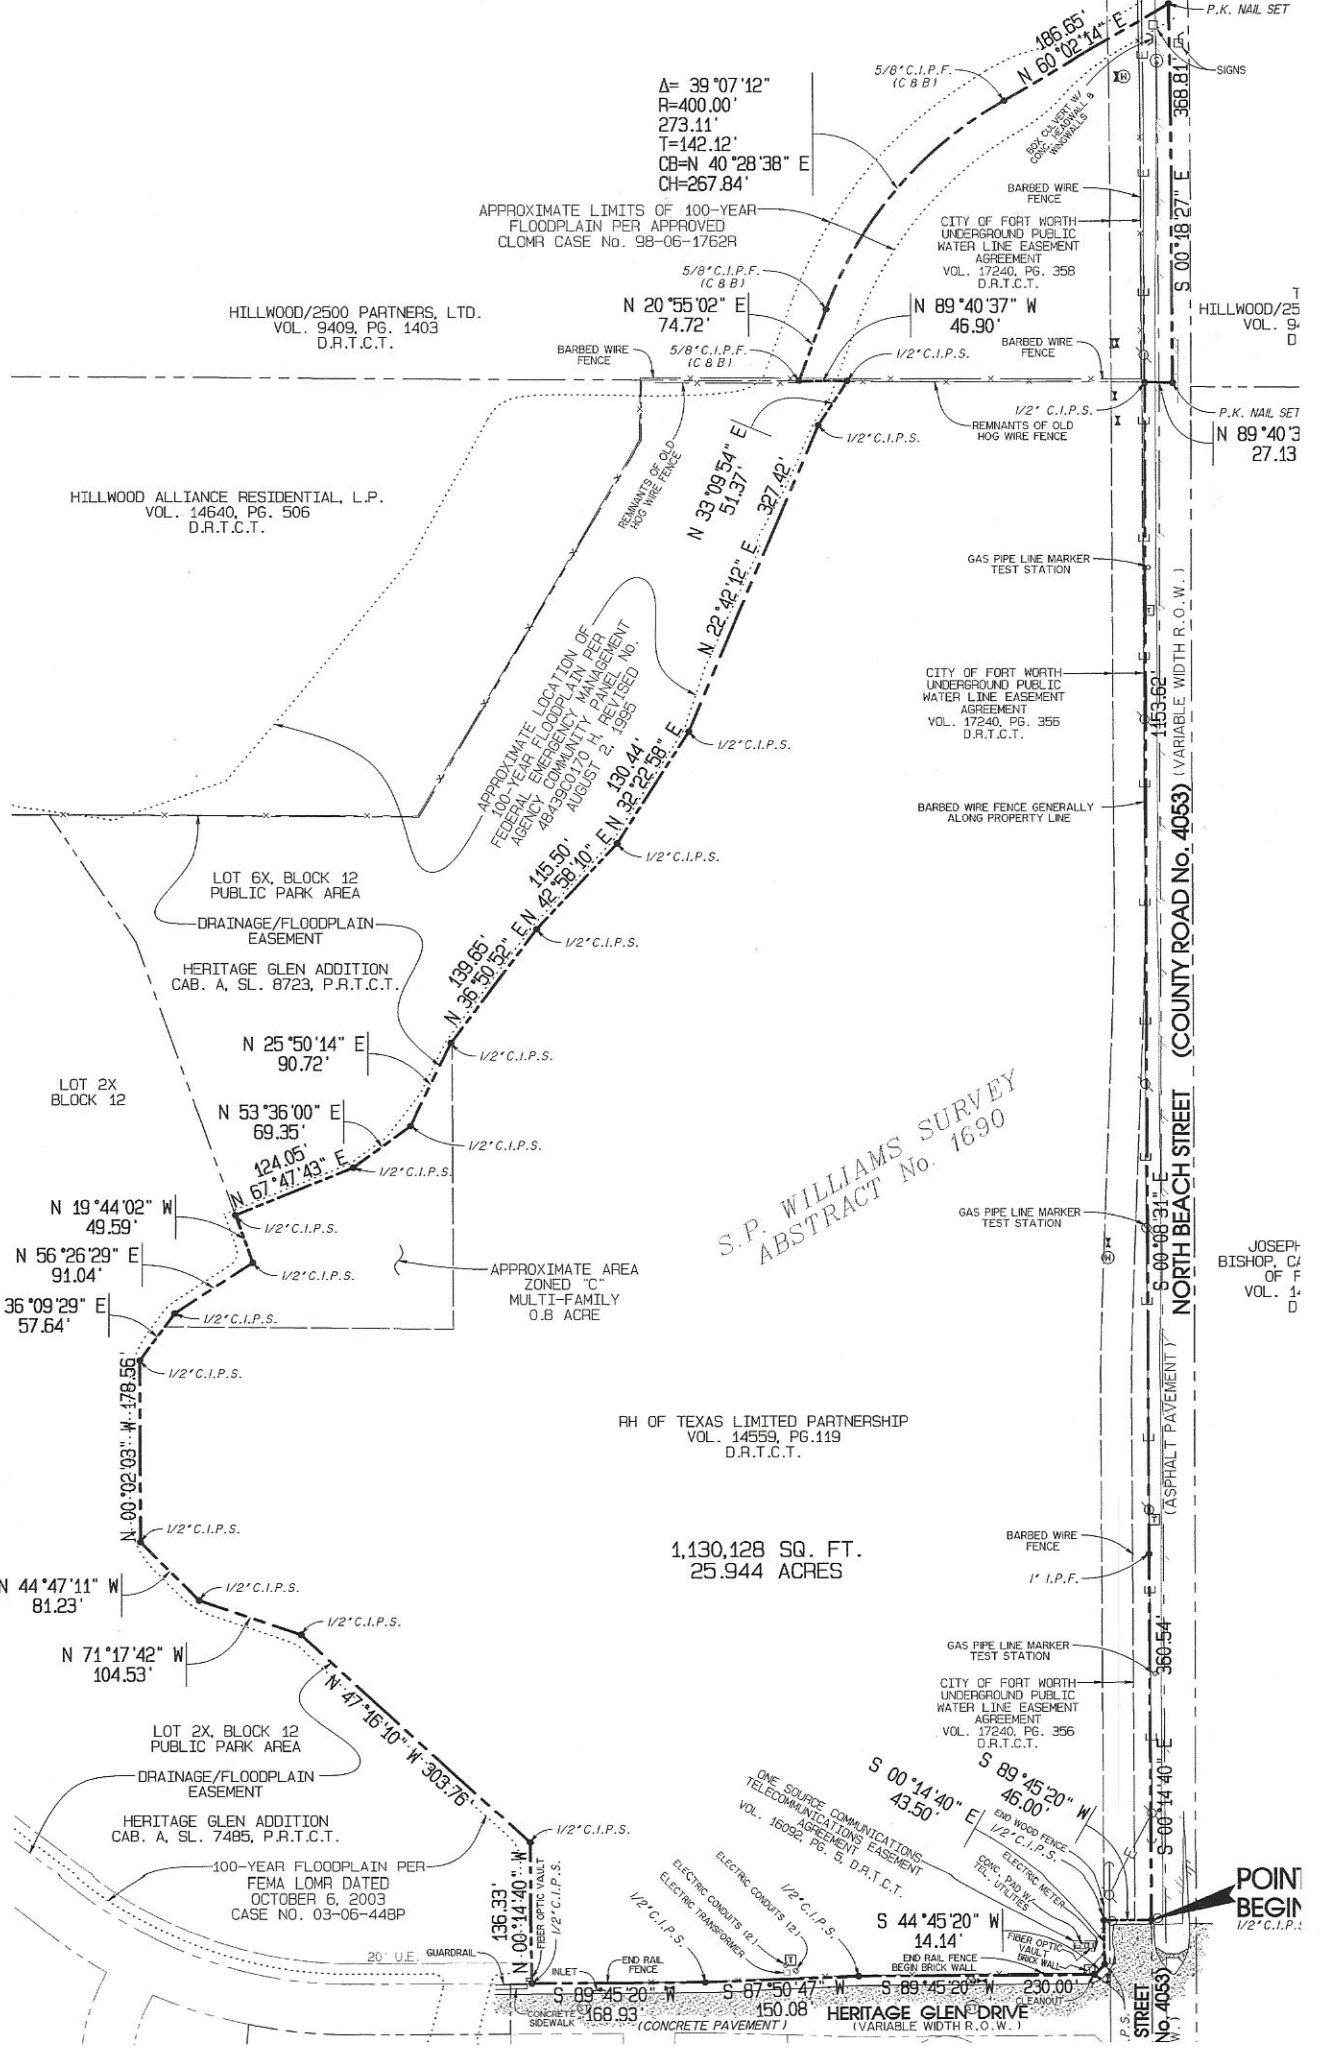 P.K. NAIL SET
186.65'
N 60°02'14" E
5/8" C.I.P.F.
(C & B)
SIGNS
368.81'
S 00°18'27" E
Δ= 39°07'12"
R=400.00'
273.11'
T=142.12'
CB=N 40°28'38" E
CH=267.84'
BOX CULVERT W/
CONC. HEADWALL &
WINGWALLS
BARBED WIRE
FENCE
APPROXIMATE LIMITS OF 100-YEAR
FLOODPLAIN PER APPROVED
CLOMR CASE No. 98-06-1762R
CITY OF FORT WORTH
UNDERGROUND PUBLIC
WATER LINE EASEMENT
AGREEMENT
VOL. 17240, PG. 358
D.R.T.C.T.
5/8" C.I.P.F.
(C & B)
N 20°55'02" E
74.72'
N 89°40'37" W
46.90'
HILLWOOD/2500 PARTNERS, LTD.
VOL. 9409, PG. 1403
D.R.T.C.T.
HILLWOOD/25
VOL. 9
D
BARBED WIRE
FENCE
5/8" C.I.P.F.
(C & B)
1/2" C.I.P.S.
BARBED WIRE
FENCE
1/2" C.I.P.S.
P.K. NAIL SET
1/2" C.I.P.S.
REMNANTS OF OLD
HOG WIRE FENCE
N 89°40'3
27.13
REMNANTS OF OLD
HOG WIRE FENCE
N 33°09'54" E
51.37'
327.42'
N 22°42'12" E
HILLWOOD ALLIANCE RESIDENTIAL, L.P.
VOL. 14640, PG. 506
D.R.T.C.T.
GAS PIPE LINE MARKER
TEST STATION
APPROXIMATE LOCATION OF
100-YEAR FLOODPLAIN PER
FEDERAL EMERGENCY MANAGEMENT
AGENCY COMMUNITY PANEL No.
48439C0170 H, REVISED
AUGUST 2, 1995
CITY OF FORT WORTH
UNDERGROUND PUBLIC
WATER LINE EASEMENT
AGREEMENT
VOL. 17240, PG. 356
D.R.T.C.T.
1153.62'
1/2" C.I.P.S.
130.44'
N 32°22'58" E
BARBED WIRE FENCE GENERALLY
ALONG PROPERTY LINE
1/2" C.I.P.S.
115.50'
N 42°58'10" E
LOT 6X, BLOCK 12
PUBLIC PARK AREA
DRAINAGE/FLOODPLAIN
EASEMENT
HERITAGE GLEN ADDITION
CAB. A, SL. 8723, P.R.T.C.T.
1/2" C.I.P.S.
139.65'
N 36°50'52" E
N 25°50'14" E
90.72'
1/2" C.I.P.S.
LOT 2X
BLOCK 12
N 53°36'00" E
69.35'
1/2" C.I.P.S.
124.05'
N 67°47'43" E
1/2" C.I.P.S.
S.P. WILLIAMS SURVEY
ABSTRACT No. 1690
NORTH BEACH STREET (COUNTY ROAD No. 4053) (VARIABLE WIDTH R.O.W.)
S 00°08'31" E
N 19°44'02" W
49.59'
1/2" C.I.P.S.
GAS PIPE LINE MARKER
TEST STATION
N 56°26'29" E
91.04'
1/2" C.I.P.S.
APPROXIMATE AREA
ZONED "C"
MULTI-FAMILY
0.8 ACRE
JOSEPH
BISHOP, CA
OF F
VOL. 14
D
36°09'29" E
57.64'
1/2" C.I.P.S.
1/2" C.I.P.S.
N 00°02'03" W 178.56'
(ASPHALT PAVEMENT)
RH OF TEXAS LIMITED PARTNERSHIP
VOL. 14559, PG.119
D.R.T.C.T.
1/2" C.I.P.S.
1,130,128 SQ. FT.
25.944 ACRES
BARBED WIRE
FENCE
1" I.P.F.
N 44°47'11" W
81.23'
1/2" C.I.P.S.
1/2" C.I.P.S.
N 71°17'42" W
104.53'
GAS PIPE LINE MARKER
TEST STATION
360.54'
N 47°16'10" W 303.76'
CITY OF FORT WORTH
UNDERGROUND PUBLIC
WATER LINE EASEMENT
AGREEMENT
VOL. 17240, PG. 356
D.R.T.C.T.
LOT 2X, BLOCK 12
PUBLIC PARK AREA
DRAINAGE/FLOODPLAIN
EASEMENT
HERITAGE GLEN ADDITION
CAB. A, SL. 7485, P.R.T.C.T.
S 00°14'40" E
ONE SOURCE COMMUNICATIONS
TELECOMMUNICATIONS EASEMENT
AGREEMENT
VOL. 16092, PG. 5, D.R.T.C.T.
S 00°14'40" E
43.50'
S 89°45'20" W
46.00'
END WOOD FENCE
1/2" C.I.P.S.
ELECTRIC METER
CONC. PAD W/
TEL. UTILITIES
1/2" C.I.P.S.
100-YEAR FLOODPLAIN PER
FEMA LOMR DATED
OCTOBER 6, 2003
CASE NO. 03-06-448P
136.33'
N 00°14'40" W
FIBER OPTIC VAULT
1/2" C.I.P.S.
1/2" C.I.P.S.
ELECTRIC TRANSFORMER
ELECTRIC CONDUITS (2)
ELECTRIC CONDUITS (2)
1/2" C.I.P.S.
S 44°45'20" W
14.14'
POINT
BEGIN
1/2" C.I.P.S
20' U.E.
GUARDRAIL
INLET
END RAIL
FENCE
END RAIL FENCE
BEGIN BRICK WALL
FIBER OPTIC
VAULT
BRICK WALL
S 89°45'20" W
168.93
S 87°50'47" W
150.08'
S 89°45'20" W 230.00'
CLEANOUT
CONCRETE
SIDEWALK
(CONCRETE PAVEMENT)
HERITAGE GLEN DRIVE
(VARIABLE WIDTH R.O.W.)
P.S.
STREET
No. 4053)
W.)